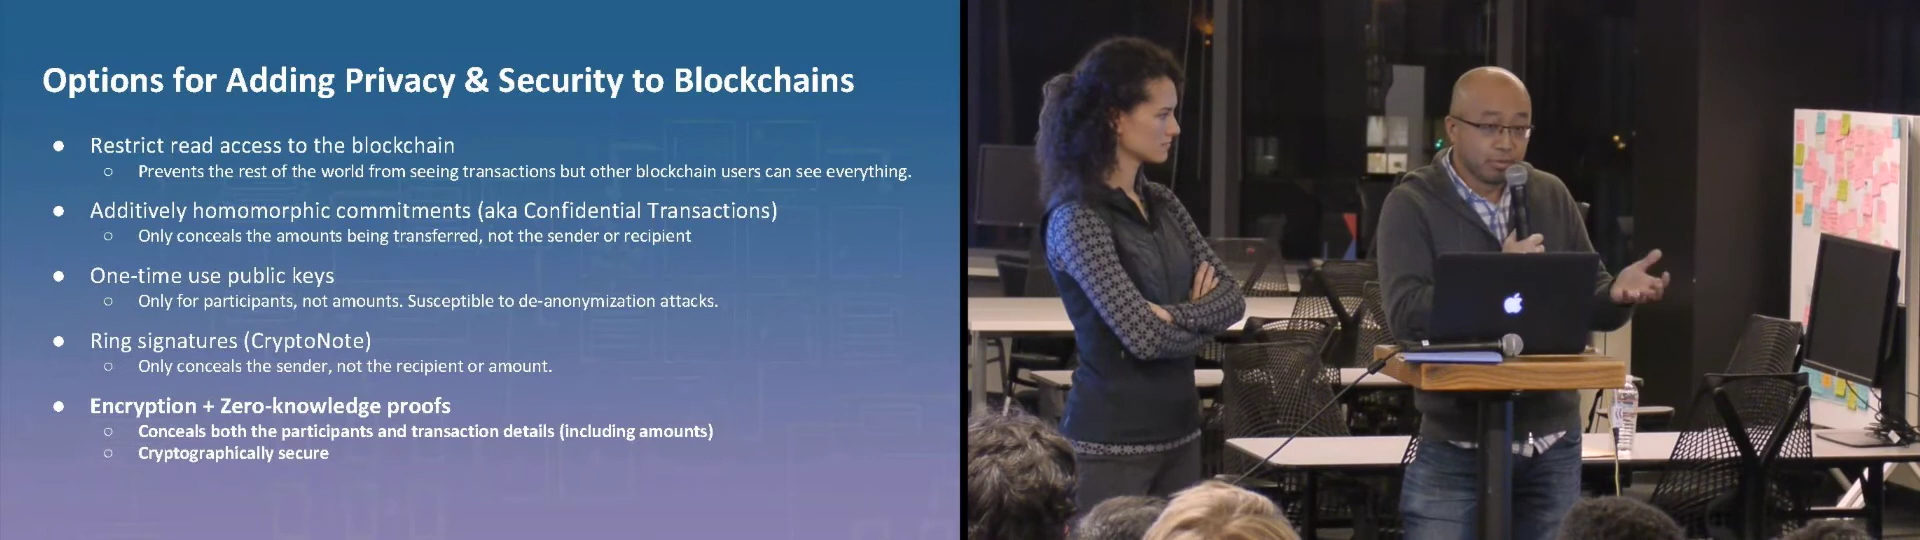 Options for Adding Privacy & Security to Blockchains
● Restrict read access to the blockchain
○ Prevents the rest of the world from seeing transactions but other blockchain users can see everything.
● Additively homomorphic commitments (aka Confidential Transactions)
○ Only conceals the amounts being transferred, not the sender or recipient
● One-time use public keys
○ Only for participants, not amounts. Susceptible to de-anonymization attacks.
● Ring signatures (CryptoNote)
○ Only conceals the sender, not the recipient or amount.
● Encryption + Zero-knowledge proofs
○ Conceals both the participants and transaction details (including amounts)
○ Cryptographically secure